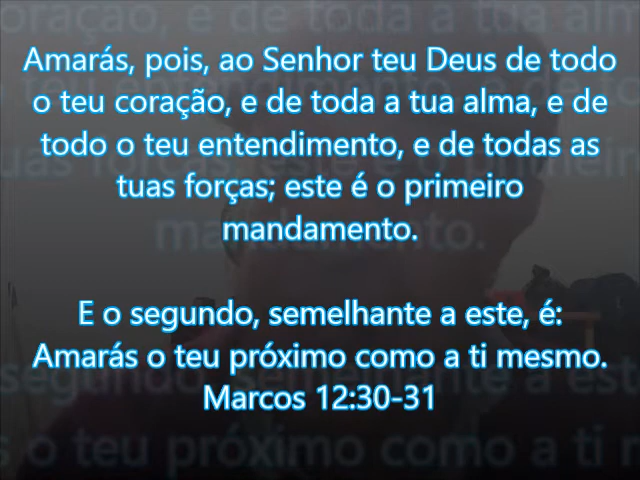 Amarás, pois, ao Senhor teu Deus de todo
o teu coração, e de toda a tua alma, e de
todo o teu entendimento, e de todas as
tuas forças; este é o primeiro
mandamento.
E o segundo, semelhante a este, é:
Amarás o teu próximo como a ti mesmo.
Marcos 12:30-31